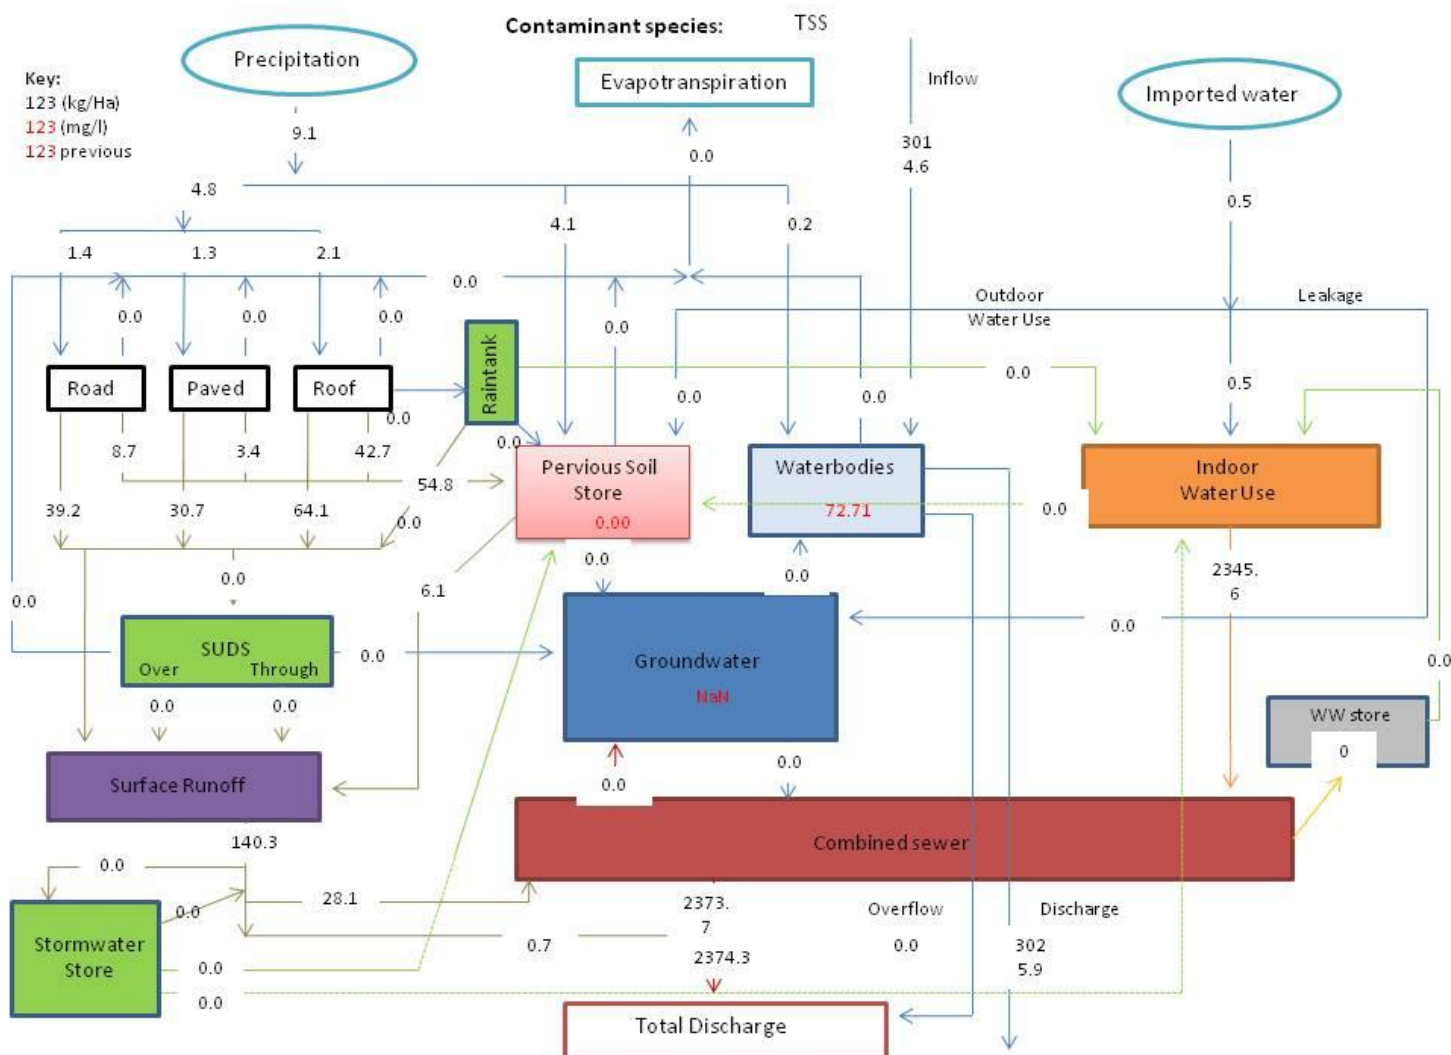 Contaminant species: TSS
Precipitation
Evapotranspiration
Inflow
Imported water
Key:
123 (kg/Ha)
123 (mg/l)
123 previous
9.1
0.0
301
4.6
4.8
4.1
0.2
0.5
1.4
1.3
2.1
0.0
Outdoor
Water Use
Leakage
0.0
0.0
0.0
0.0
Raintank
0.0
0.5
Road
Paved
Roof
0.0
0.0
0.0
0.0
8.7
3.4
42.7
54.8
Pervious Soil
Store
0.00
Waterbodies
72.71
Indoor
Water Use
39.2
30.7
64.1
0.0
0.0
0.0
0.0
0.0
6.1
2345.
6
0.0
SUDS
Over
Through
0.0
Groundwater
NaN
0.0
0.0
0.0
0.0
WW store
0
Surface Runoff
0.0
0.0
140.3
Combined sewer
0.0
0.0
28.1
2373.
7
Overflow
0.0
Discharge
302
5.9
Stormwater
Store
0.7
2374.3
0.0
0.0
Total Discharge